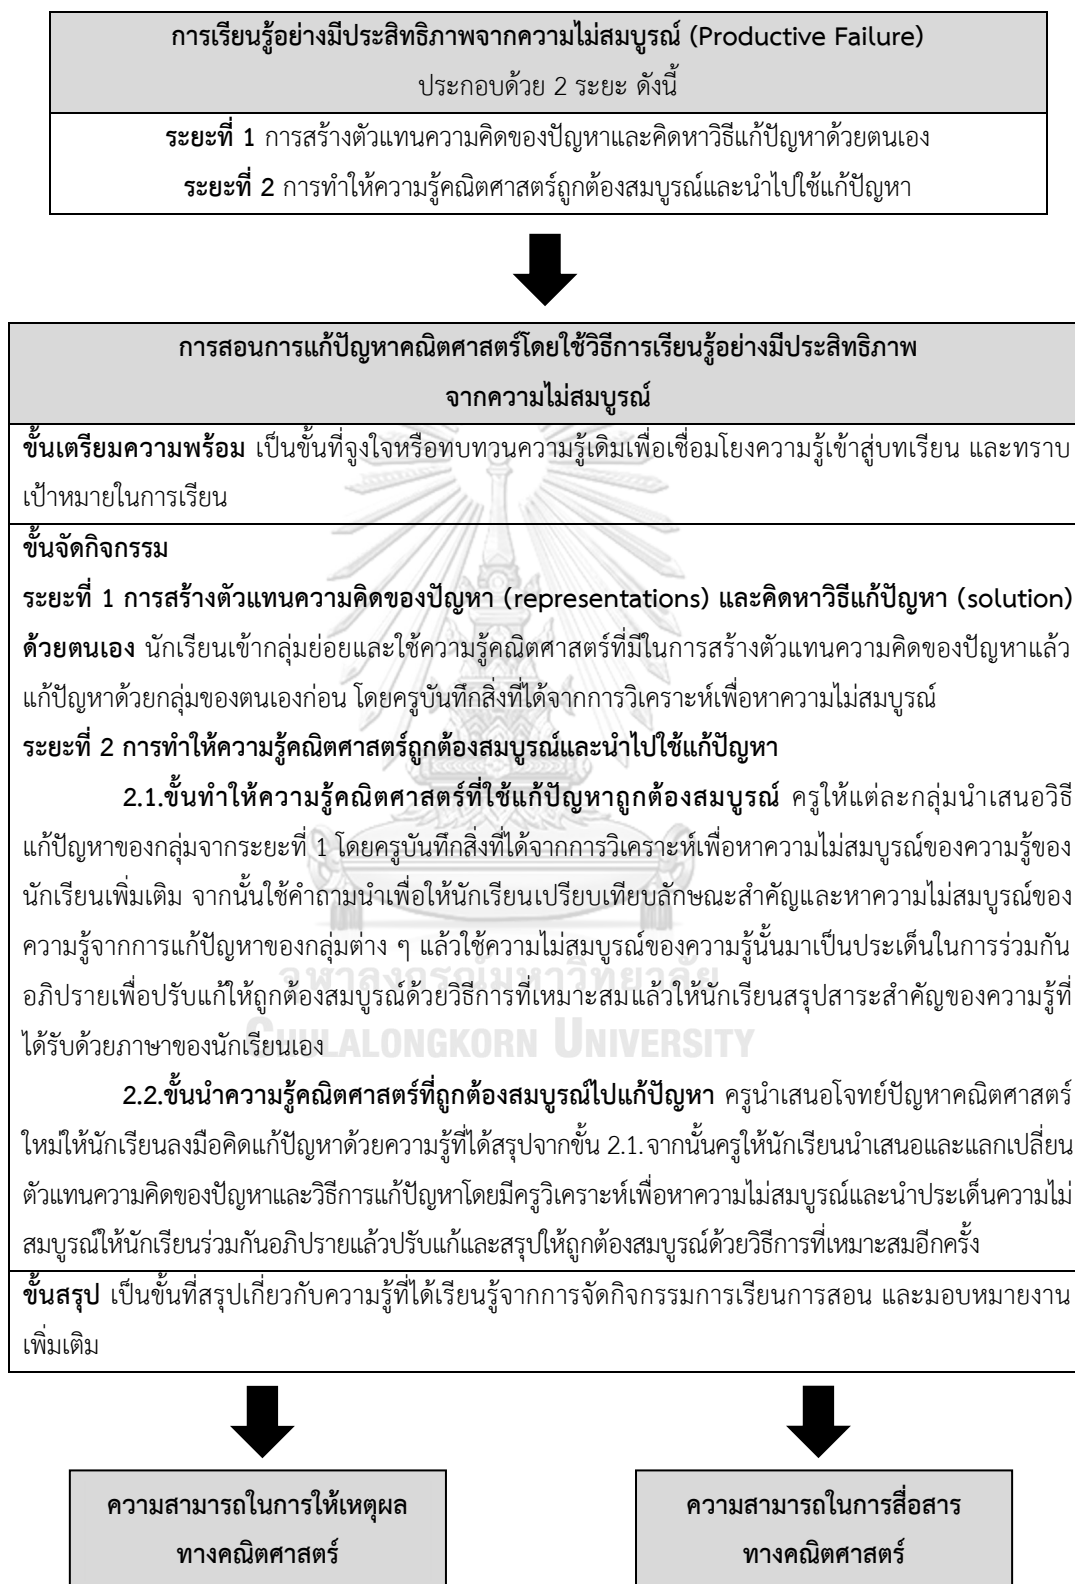 การเรียนรู้อย่างมีประสิทธิภาพจากความไม่สมบูรณ์ (Productive Failure)
ประกอบด้วย 2 ระยะ ดังนี้
ระยะที่ 1 การสร้างตัวแทนความคิดของปัญหาและคิดหาวิธีแก้ปัญหาด้วยตนเอง
ระยะที่ 2 การทำให้ความรู้คณิตศาสตร์ถูกต้องสมบูรณ์และนำไปใช้แก้ปัญหา
การสอนการแก้ปัญหาคณิตศาสตร์โดยใช้วิธีการเรียนรู้อย่างมีประสิทธิภาพ
จากความไม่สมบูรณ์
ขั้นเตรียมความพร้อม เป็นขั้นที่จูงใจหรือทบทวนความรู้เดิมเพื่อเชื่อมโยงความรู้เข้าสู่บทเรียน และทราบ
เป้าหมายในการเรียน
ขั้นจัดกิจกรรม
ระยะที่ 1 การสร้างตัวแทนความคิดของปัญหา (representations) และคิดหาวิธีแก้ปัญหา (solution)
ด้วยตนเอง นักเรียนเข้ากลุ่มย่อยและใช้ความรู้คณิตศาสตร์ที่มีในการสร้างตัวแทนความคิดของปัญหาแล้ว
แก้ปัญหาด้วยกลุ่มของตนเองก่อน โดยครูบันทึกสิ่งที่ได้จากการวิเคราะห์เพื่อหาความไม่สมบูรณ์
ระยะที่ 2 การทำให้ความรู้คณิตศาสตร์ถูกต้องสมบูรณ์และนำไปใช้แก้ปัญหา
2.1.ขั้นทำให้ความรู้คณิตศาสตร์ที่ใช้แก้ปัญหาถูกต้องสมบูรณ์ ครูให้แต่ละกลุ่มนำเสนอวิธี
แก้ปัญหาของกลุ่มจากระยะที่ 1 โดยครูบันทึกสิ่งที่ได้จากการวิเคราะห์เพื่อหาความไม่สมบูรณ์ของความรู้ของ
นักเรียนเพิ่มเติม จากนั้นใช้คำถามนำเพื่อให้นักเรียนเปรียบเทียบลักษณะสำคัญและหาความไม่สมบูรณ์ของ
ความรู้จากการแก้ปัญหาของกลุ่มต่าง ๆ แล้วใช้ความไม่สมบูรณ์ของความรู้นั้นมาเป็นประเด็นในการร่วมกัน
อภิปรายเพื่อปรับแก้ให้ถูกต้องสมบูรณ์ด้วยวิธีการที่เหมาะสมแล้วให้นักเรียนสรุปสาระสำคัญของความรู้ที่
ได้รับด้วยภาษาของนักเรียนเอง
จุฬาลงกรณ์มหาวิทยาลัย
CHULALONGKORN UNIVERSITY
2.2.ขั้นนำความรู้คณิตศาสตร์ที่ถูกต้องสมบูรณ์ไปแก้ปัญหา ครูนำเสนอโจทย์ปัญหาคณิตศาสตร์
ใหม่ให้นักเรียนลงมือคิดแก้ปัญหาด้วยความรู้ที่ได้สรุปจากขั้น 2.1. จากนั้นครูให้นักเรียนนำเสนอและแลกเปลี่ยน
ตัวแทนความคิดของปัญหาและวิธีการแก้ปัญหาโดยมีครูวิเคราะห์เพื่อหาความไม่สมบูรณ์และนำประเด็นความไม่
สมบูรณ์ให้นักเรียนร่วมกันอภิปรายแล้วปรับแก้และสรุปให้ถูกต้องสมบูรณ์ด้วยวิธีการที่เหมาะสมอีกครั้ง
ขั้นสรุป เป็นขั้นที่สรุปเกี่ยวกับความรู้ที่ได้เรียนรู้จากการจัดกิจกรรมการเรียนการสอน และมอบหมายงาน
เพิ่มเติม
ความสามารถในการให้เหตุผล
ทางคณิตศาสตร์
ความสามารถในการสื่อสาร
ทางคณิตศาสตร์